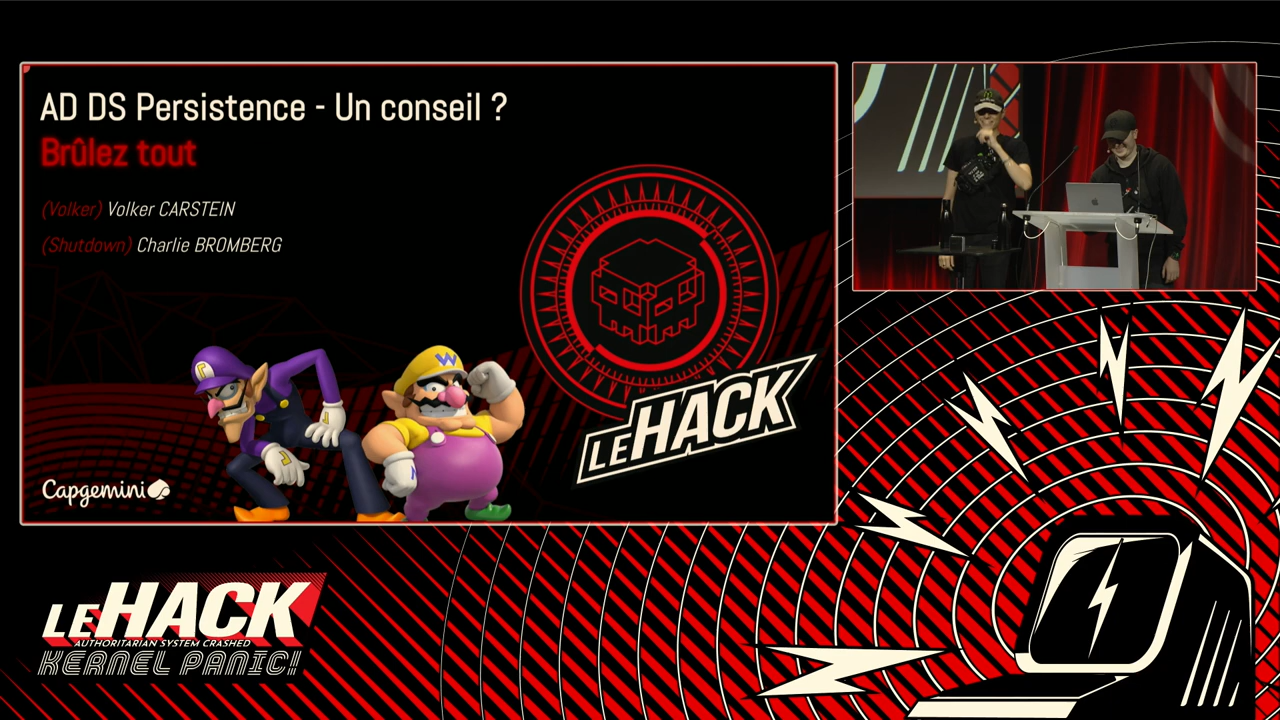 AD DS Persistence - Un conseil ?
Brûlez tout
(Volker) Volker CARSTEIN
(Shutdown) Charlie BROMBERG
LEHACK
Capgemini
LEHACK
AUTHORITARIAN SYSTEM CRASHED
KERNEL PANIC!